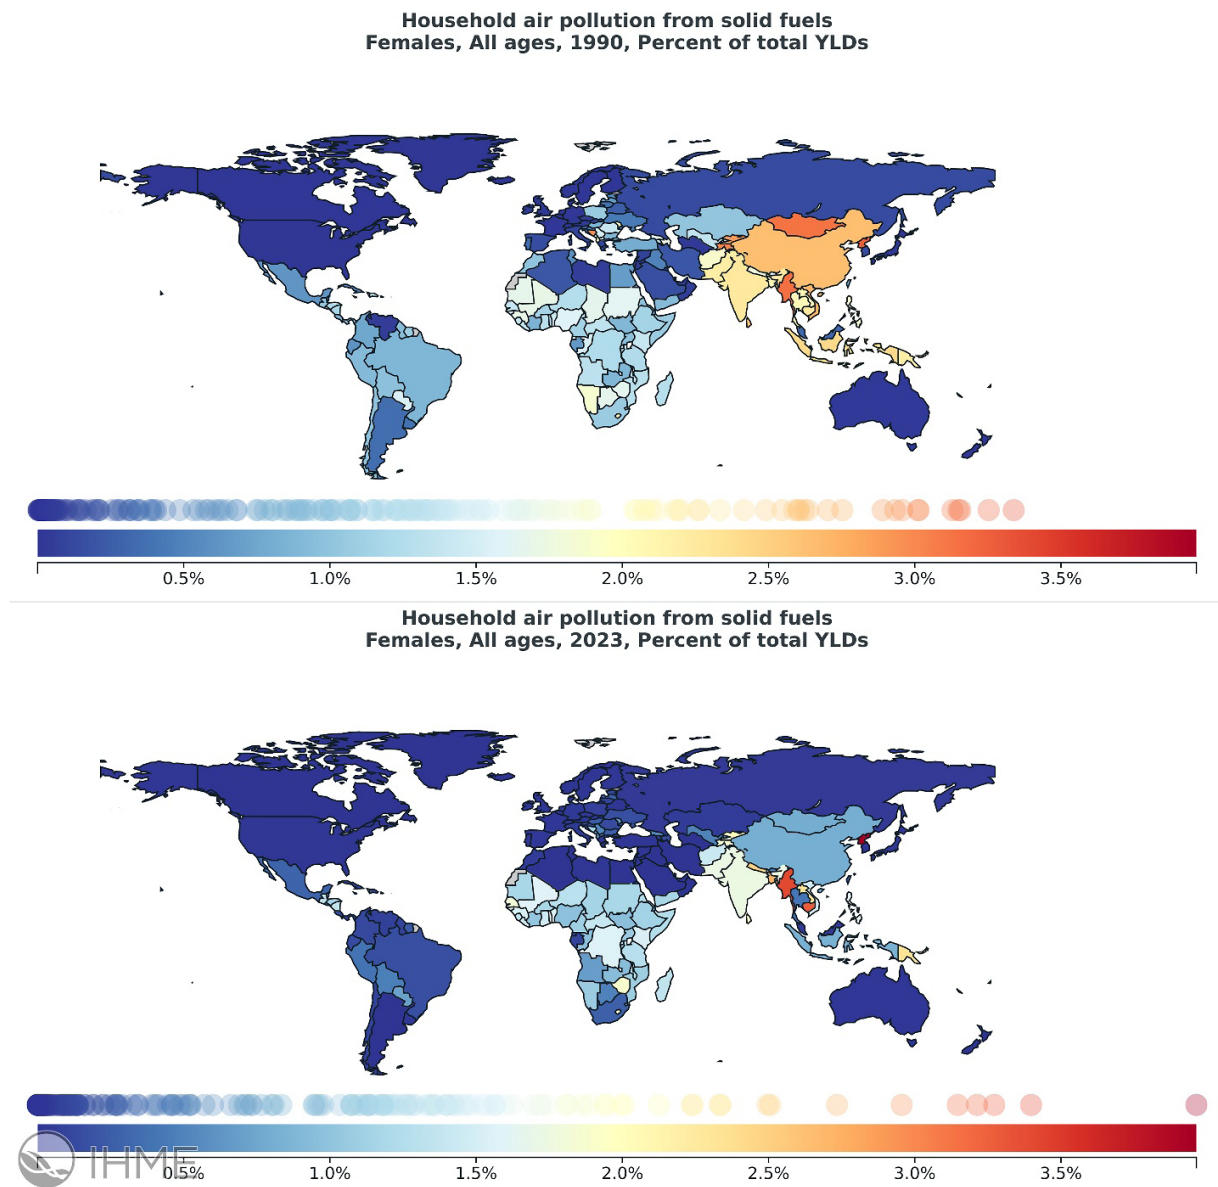 Household air pollution from solid fuels
Females, All ages, 1990, Percent of total YLDs
0.5% 1.0% 1.5% 2.0% 2.5% 3.0% 3.5%
Household air pollution from solid fuels
Females, All ages, 2023, Percent of total YLDs
IHME
0.5% 1.0% 1.5% 2.0% 2.5% 3.0% 3.5%